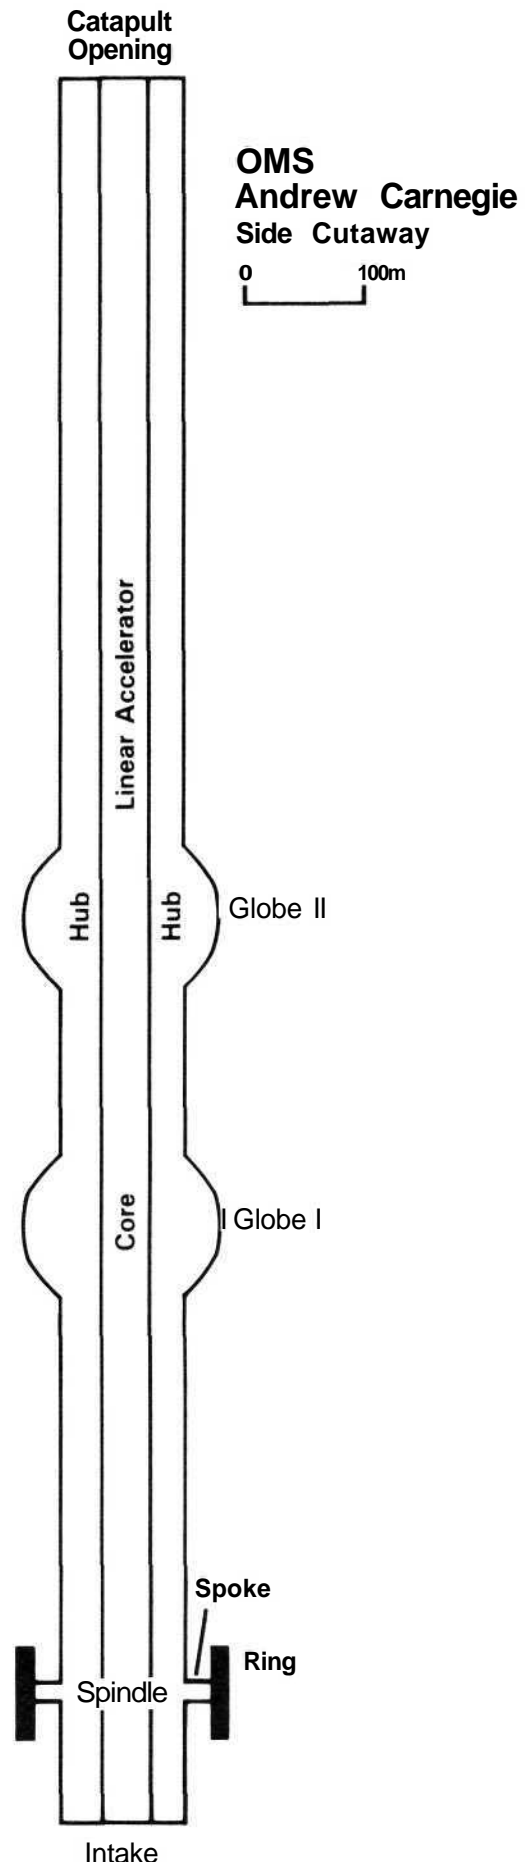 Catapult
Opening
OMS
Andrew Carnegie
Side Cutaway
0 100m
Linear Accelerator
Hub
Hub
Globe II
Core
Globe I
Spoke
Ring
Spindle
Intake